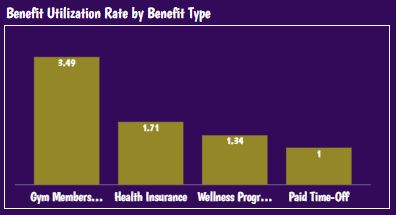 Benefit Utilization Rate by Benefit Type
3.49
1.71
1.34
1
Gym Members... Health Insurance Wellness Progr... Paid Time-Off